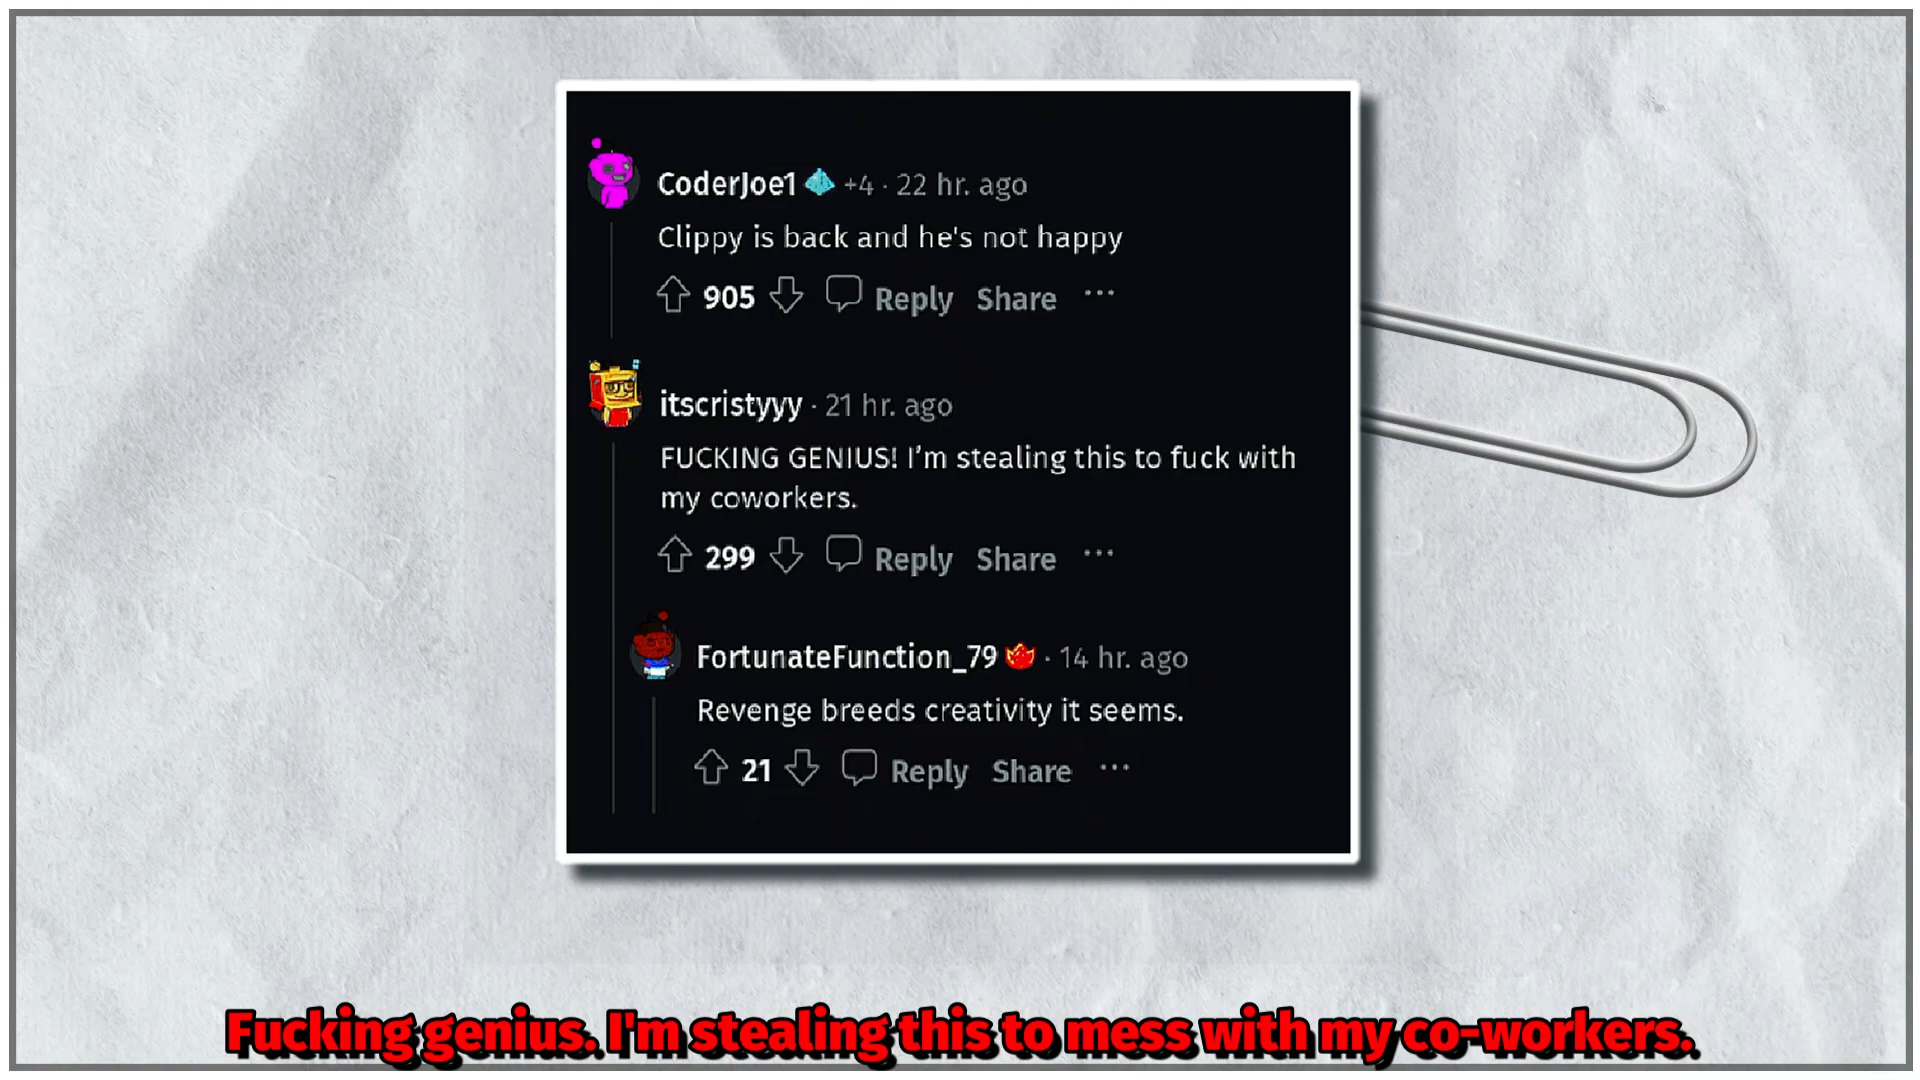 CoderJoe1 +4 · 22 hr. ago
Clippy is back and he's not happy
905 Reply Share ...
itscristyyy · 21 hr. ago
FUCKING GENIUS! I'm stealing this to fuck with
my coworkers.
299 Reply Share ...
FortunateFunction_79 · 14 hr. ago
Revenge breeds creativity it seems.
21 Reply Share ...
Fucking genius. I'm stealing this to mess with my co-workers.